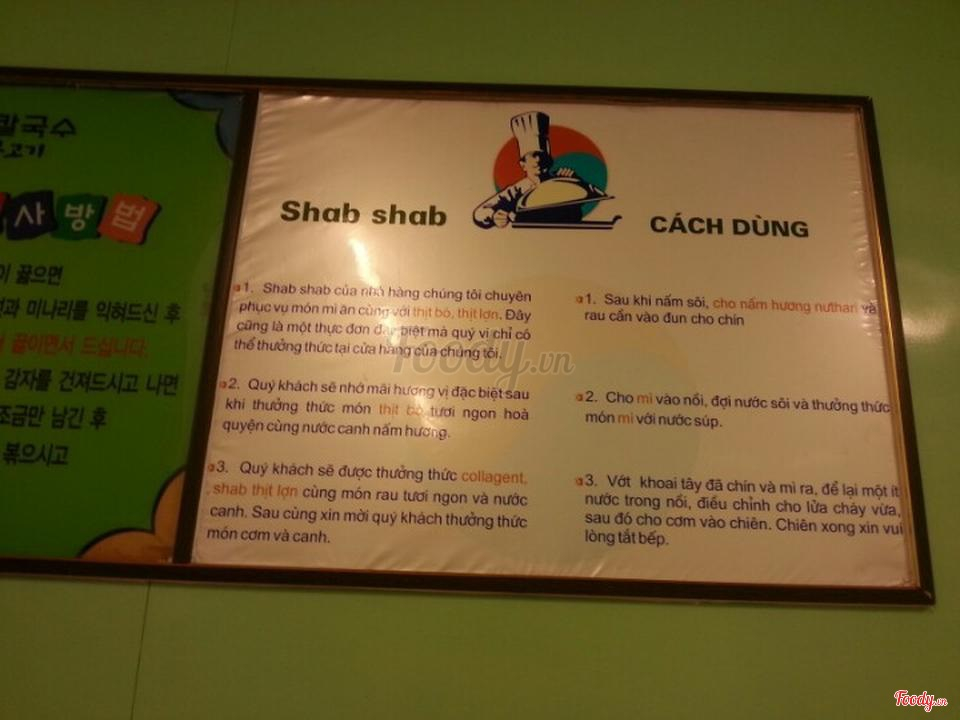 칼국수
고기
사방법
이 끓으면
과 미나리를 익혀드신 후
끓이면서 드십니다.
감자를 건져드시고 나면
조금만 남긴 후
볶으시고
Shab shab
1. Shab shab của nhà hàng chúng tôi chuyên
phục vụ món mì ăn cùng với thịt bò, thịt lợn. Đây
cũng là một thực đơn đặc biệt mà quý vị chỉ có
thể thưởng thức tại cửa hàng của chúng tôi.
2. Quý khách sẽ nhớ mãi hương vị đặc biệt sau
khi thưởng thức món thịt bò tươi ngon hoà
quyện cùng nước canh nấm hương.
3. Quý khách sẽ được thưởng thức collagent,
shab thịt lợn cùng món rau tươi ngon và nước
canh. Sau cùng xin mời quý khách thưởng thức
món cơm và canh.
CÁCH DÙNG
1. Sau khi nấm sôi, cho nấm hương nưthari và
rau cần vào đun cho chín
2. Cho mì vào nồi, đợi nước sôi và thưởng thức
món mì với nước súp.
3. Vớt khoai tây đã chín và mì ra, để lại một ít
nước trong nồi, điều chỉnh cho lửa cháy vừa,
sau đó cho cơm vào chiên. Chiên xong xin vui
lòng tắt bếp.
foody.vn
Foody.vn